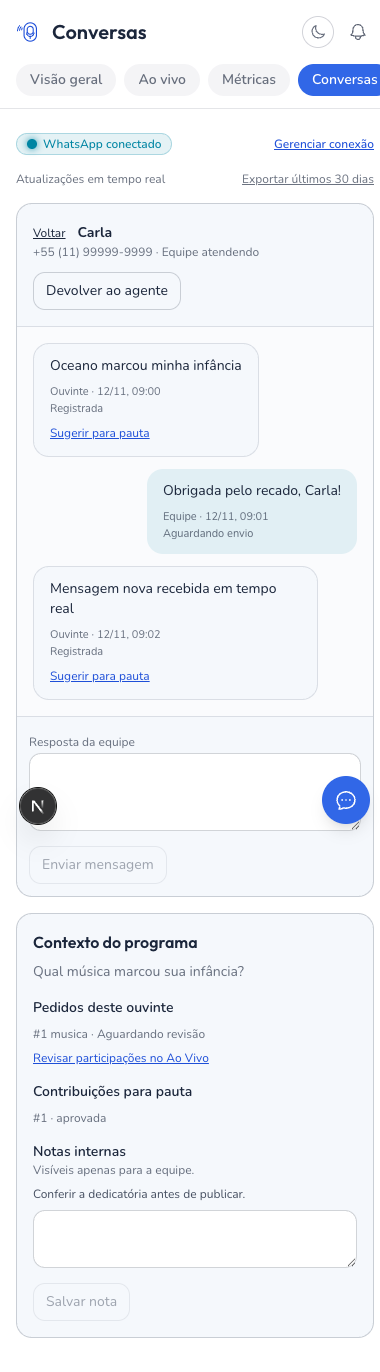 Conversas
Visão geral
Ao vivo
Métricas
Conversas
WhatsApp conectado
Gerenciar conexão
Atualizações em tempo real
Exportar últimos 30 dias
Voltar
Carla
+55 (11) 99999-9999 · Equipe atendendo
Devolver ao agente
Oceano marcou minha infância
Ouvinte · 12/11, 09:00
Registrada
Sugerir para pauta
Obrigada pelo recado, Carla!
Equipe · 12/11, 09:01
Aguardando envio
Mensagem nova recebida em tempo
real
Ouvinte · 12/11, 09:02
Registrada
Sugerir para pauta
Resposta da equipe
N
Enviar mensagem
Contexto do programa
Qual música marcou sua infância?
Pedidos deste ouvinte
#1 musica · Aguardando revisão
Revisar participações no Ao Vivo
Contribuições para pauta
#1 · aprovada
Notas internas
Visíveis apenas para a equipe.
Conferir a dedicatória antes de publicar.
Salvar nota